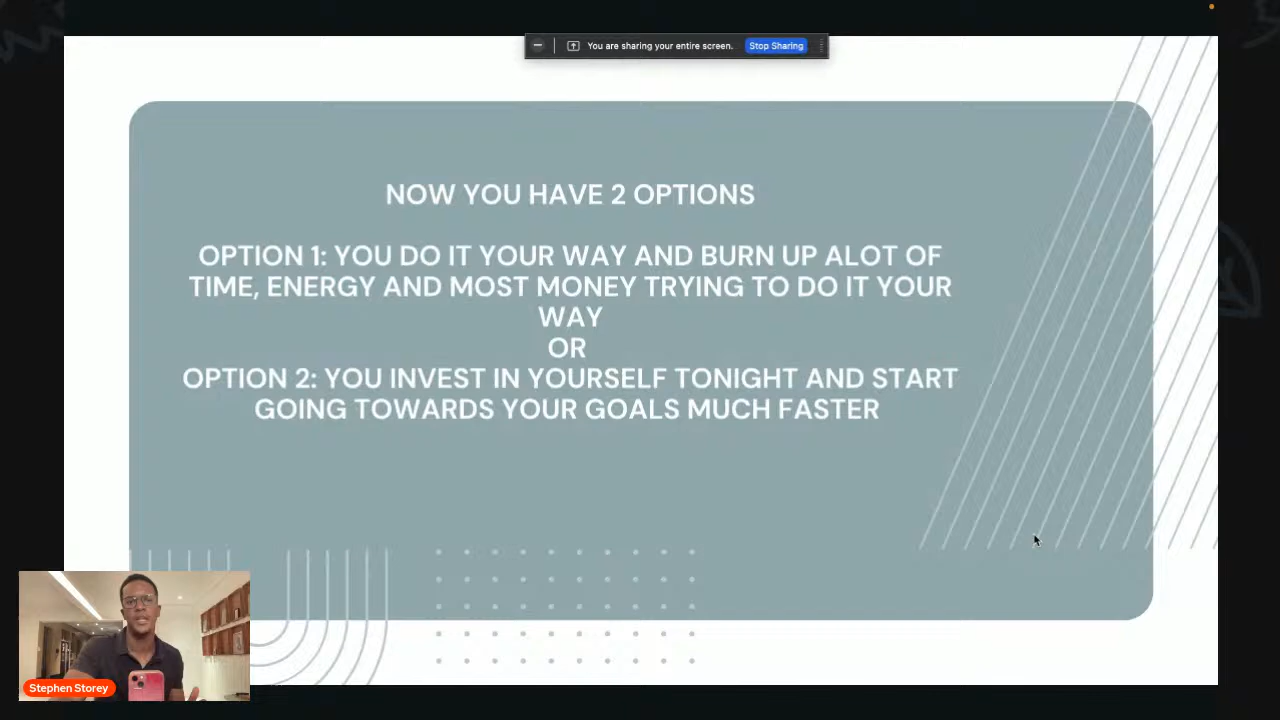 You are sharing your entire screen.
Stop Sharing
NOW YOU HAVE 2 OPTIONS
OPTION 1: YOU DO IT YOUR WAY AND BURN UP ALOT OF
TIME, ENERGY AND MOST MONEY TRYING TO DO IT YOUR
WAY
OR
OPTION 2: YOU INVEST IN YOURSELF TONIGHT AND START
GOING TOWARDS YOUR GOALS MUCH FASTER
Stephen Storey